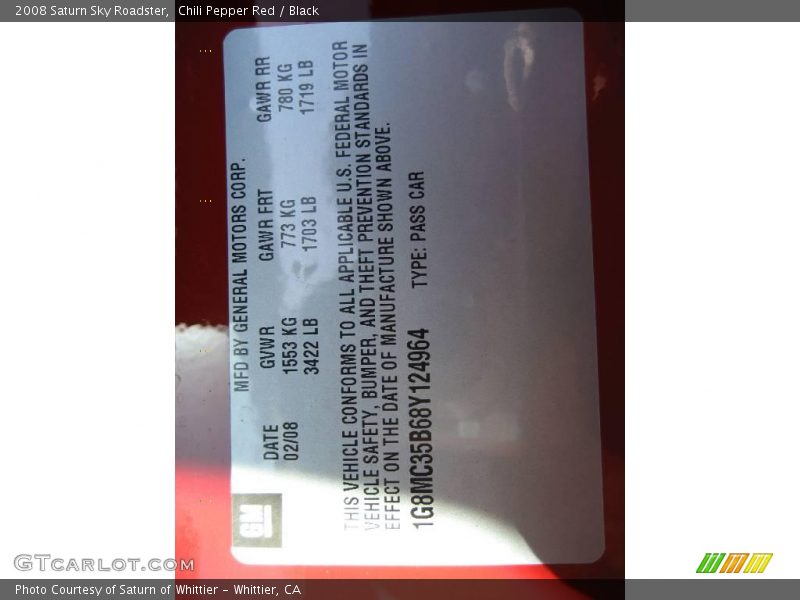 2008 Saturn Sky Roadster, Chili Pepper Red / Black
GM
MFD BY GENERAL MOTORS CORP.
DATE GVWR GAWR FRT GAWR RR
02/08 1553 KG 773 KG 780 KG
3422 LB 1703 LB 1719 LB
THIS VEHICLE CONFORMS TO ALL APPLICABLE U.S. FEDERAL MOTOR
VEHICLE SAFETY, BUMPER, AND THEFT PREVENTION STANDARDS IN
EFFECT ON THE DATE OF MANUFACTURE SHOWN ABOVE.
1G8MC35B68Y124964 TYPE: PASS CAR
GTcarlot.com
Photo Courtesy of Saturn of Whittier - Whittier, CA